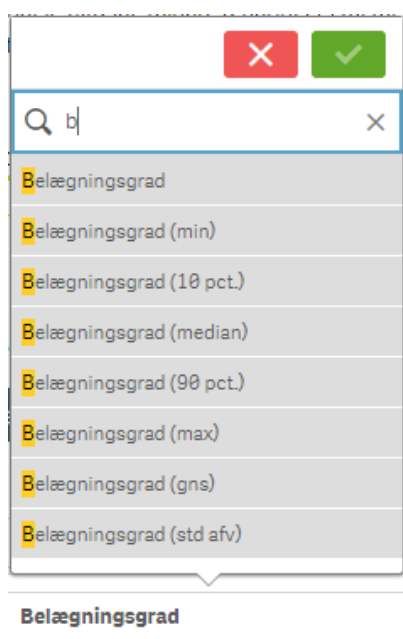 b
Belægningsgrad
Belægningsgrad (min)
Belægningsgrad (10 pct.)
Belægningsgrad (median)
Belægningsgrad (90 pct.)
Belægningsgrad (max)
Belægningsgrad (gns)
Belægningsgrad (std afv)
Belægningsgrad